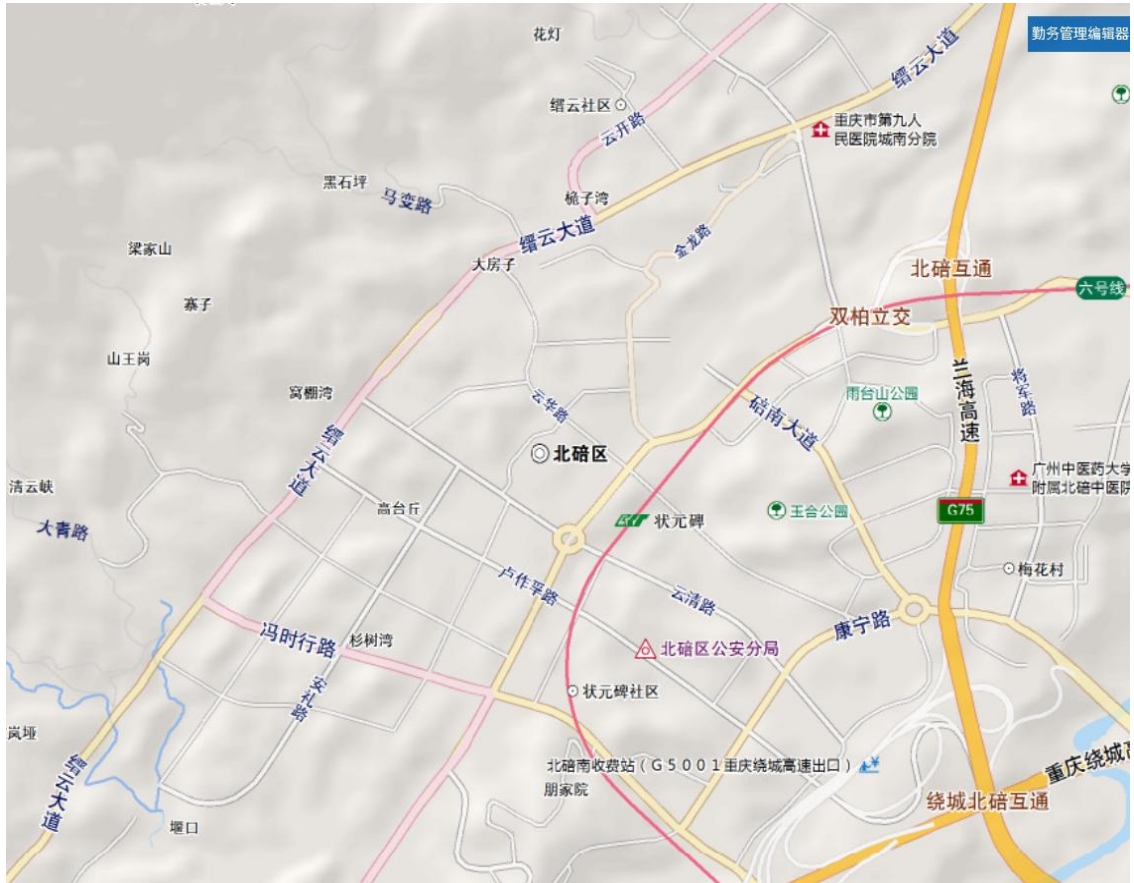 花灯
缙云大道
勤务管理编辑器
缙云社区
云开路
重庆市第九人
民医院城南分院
黑石坪
马变路
桅子湾
缙云大道
金龙路
梁家山
大房子
北碚互通
六号线
寨子
双柏立交
山王岗
兰海高速
窝棚湾
云华路
碚南大道
雨台山公园
将军路
缙云大道
北碚区
广州中医药大学
附属北碚中医院
清云峡
高台丘
状元碑
王合公园
G75
大青路
卢作孚路
云清路
梅花村
冯时行路
杉树湾
北碚区公安分局
康宁路
安礼路
状元碑社区
岚垭
缙云大道
北碚南收费站(G5001重庆绕城高速出口)
朋家院
重庆绕城高
绕城北碚互通
堰口